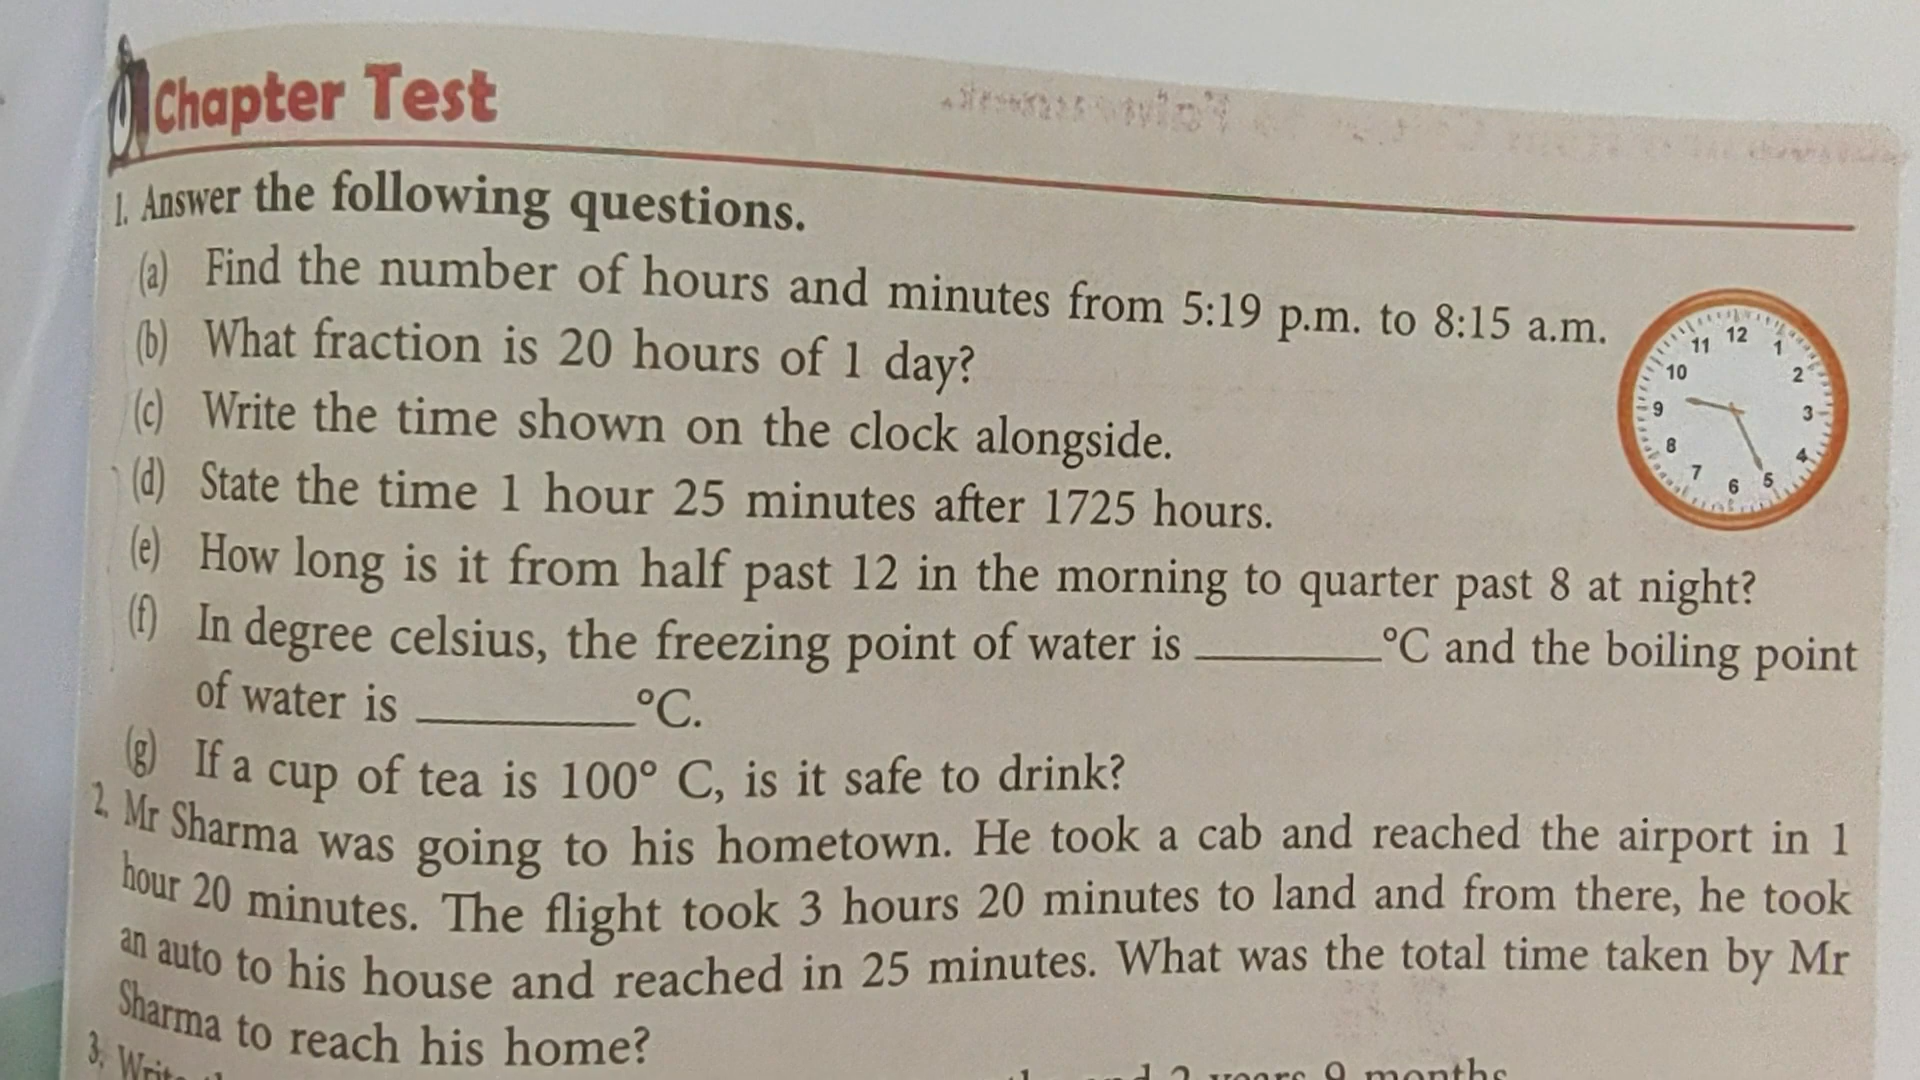 Chapter Test
1. Answer the following questions.
(a) Find the number of hours and minutes from 5:19 p.m. to 8:15 a.m.
(b) What fraction is 20 hours of 1 day?
(c) Write the time shown on the clock alongside.
(d) State the time 1 hour 25 minutes after 1725 hours.
(e) How long is it from half past 12 in the morning to quarter past 8 at night?
(f) In degree celsius, the freezing point of water is ________°C and the boiling point
of water is ________°C.
(g) If a cup of tea is 100° C, is it safe to drink?
2. Mr Sharma was going to his hometown. He took a cab and reached the airport in 1
hour 20 minutes. The flight took 3 hours 20 minutes to land and from there, he took
an auto to his house and reached in 25 minutes. What was the total time taken by Mr
Sharma to reach his home?
3. Write 2 years 9 months
12
1
2
3
4
5
6
7
8
9
10
11